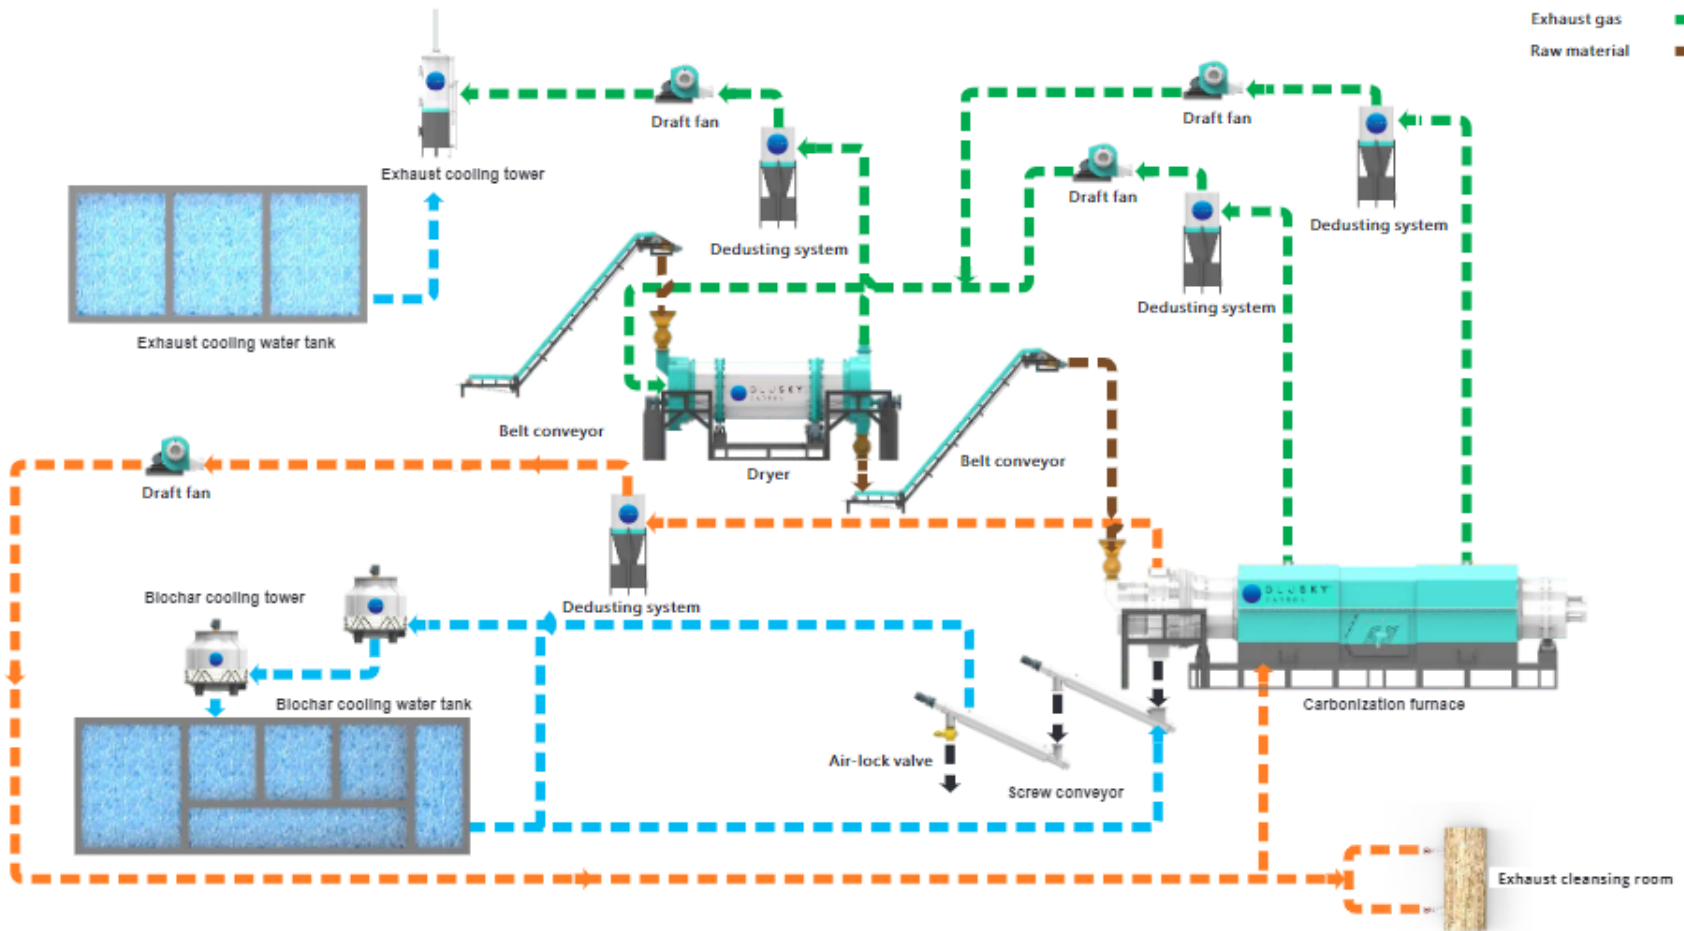 Exhaust gas
Raw material
Draft fan
Draft fan
Exhaust cooling tower
Draft fan
Dedusting system
Dedusting system
Dedusting system
Exhaust cooling water tank
BLUSKY
Belt conveyor
Belt conveyor
Dryer
Draft fan
BLUSKY
Biochar cooling tower
Dedusting system
Biochar cooling water tank
Carbonization furnace
Air-lock valve
Screw conveyor
Exhaust cleansing room